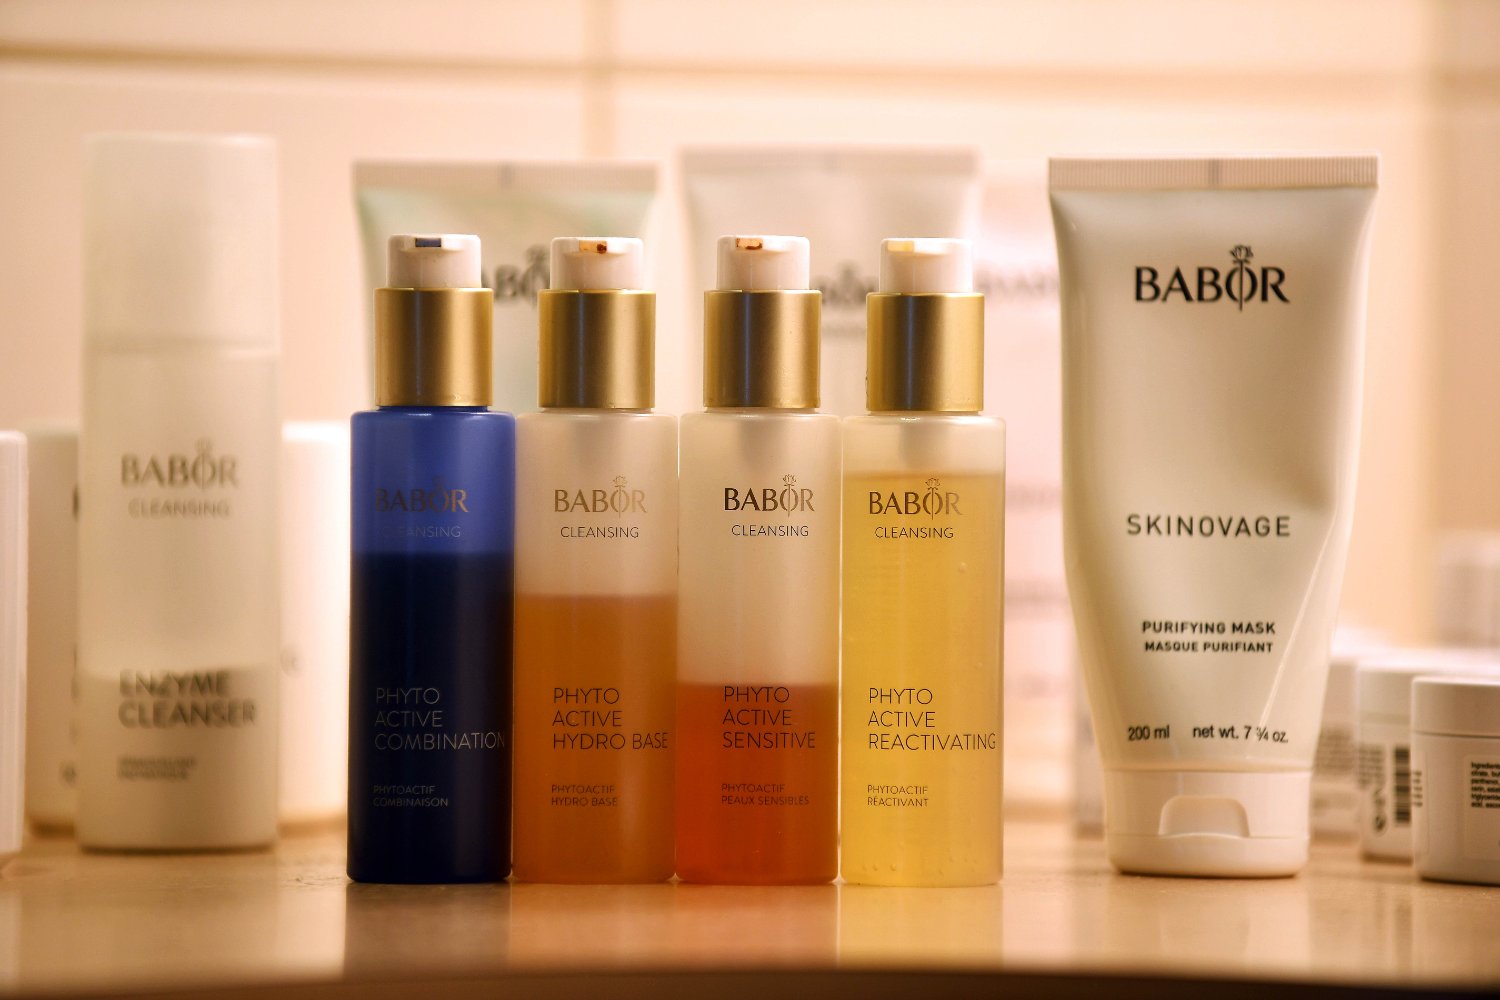 BABOR
CLEANSING
ENZYME
CLEANSER
BABOR
CLEANSING
PHYTO
ACTIVE
COMBINATION
PHYTOACTIF
COMBINAISON
BABOR
CLEANSING
PHYTO
ACTIVE
HYDRO BASE
PHYTOACTIF
HYDRO BASE
BABOR
CLEANSING
PHYTO
ACTIVE
SENSITIVE
PHYTOACTIF
PEAUX SENSIBLES
BABOR
CLEANSING
PHYTO
ACTIVE
REACTIVATING
PHYTOACTIF
RÉACTIVANT
BABOR
SKINOVAGE
PURIFYING MASK
MASQUE PURIFIANT
200 ml net wt. 7 ¾ oz.